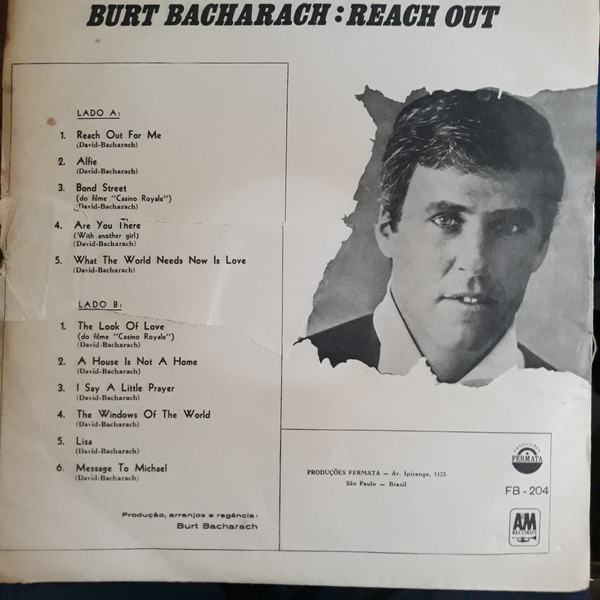 BURT BACHARACH : REACH OUT
LADO A:
1. Reach Out For Me
(David-Bacharach)
2. Alfie
(David-Bacharach)
3. Bond Street
(do filme "Casino Royale")
(David-Bacharach)
4. Are You There
(With another girl)
(David-Bacharach)
5. What The World Needs Now Is Love
(David-Bacharach)
LADO B:
1. The Look Of Love
(do filme "Casino Royale")
(David-Bacharach)
2. A House Is Not A Home
(David-Bacharach)
3. I Say A Little Prayer
(David-Bacharach)
4. The Windows Of The World
(David-Bacharach)
5. Lisa
(David-Bacharach)
6. Message To Michael
(David-Bacharach)
Produção, arranjos e regência:
Burt Bacharach
PRODUÇÕES FERMATA — Av. Ipiranga, 1123
São Paulo — Brasil
PRODUÇÕES
FERMATA
FB - 204
AM
RECORDS